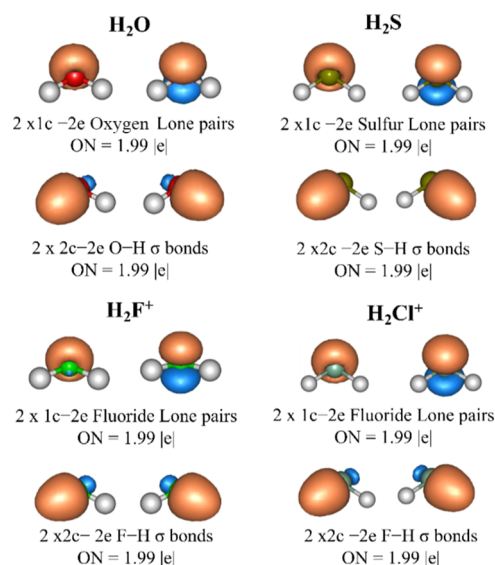 H₂O
2 x1c −2e Oxygen Lone pairs
ON = 1.99 |e|
2 x 2c−2e O−H σ bonds
ON = 1.99 |e|
H₂S
2 x1c −2e Sulfur Lone pairs
ON = 1.99 |e|
2 x2c −2e S−H σ bonds
ON = 1.99 |e|
H₂F⁺
2 x 1c−2e Fluoride Lone pairs
ON = 1.99 |e|
2 x2c− 2e F−H σ bonds
ON = 1.99 |e|
H₂Cl⁺
2 x 1c−2e Fluoride Lone pairs
ON = 1.99 |e|
2 x2c −2e F−H σ bonds
ON = 1.99 |e|